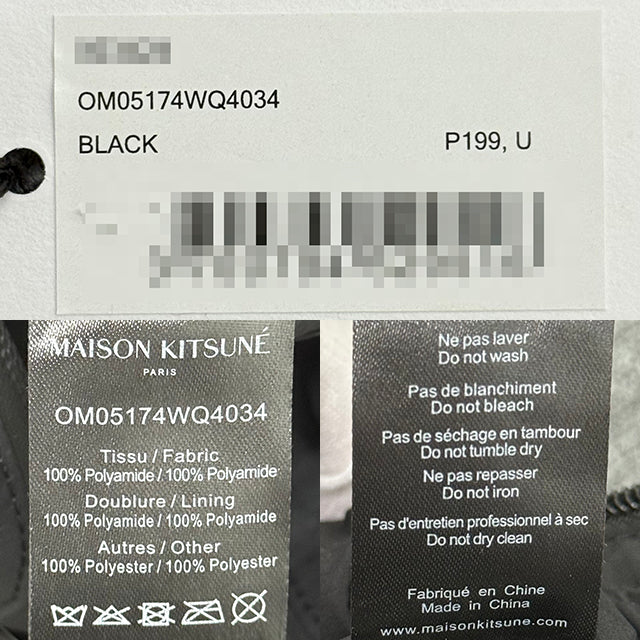 OM05174WQ4034
BLACK
P199, U
MAISON KITSUNÉ
PARIS
OM05174WQ4034
Tissu / Fabric
100% Polyamide / 100% Polyamide
Doublure / Lining
100% Polyamide / 100% Polyamide
Autres / Other
100% Polyester / 100% Polyester
Ne pas laver
Do not wash
Pas de blanchiment
Do not bleach
Pas de séchage en tambour
Do not tumble dry
Ne pas repasser
Do not iron
Pas d'entretien professionnel à sec
Do not dry clean
Fabriqué en Chine
Made in China
www.maisonkitsune.com